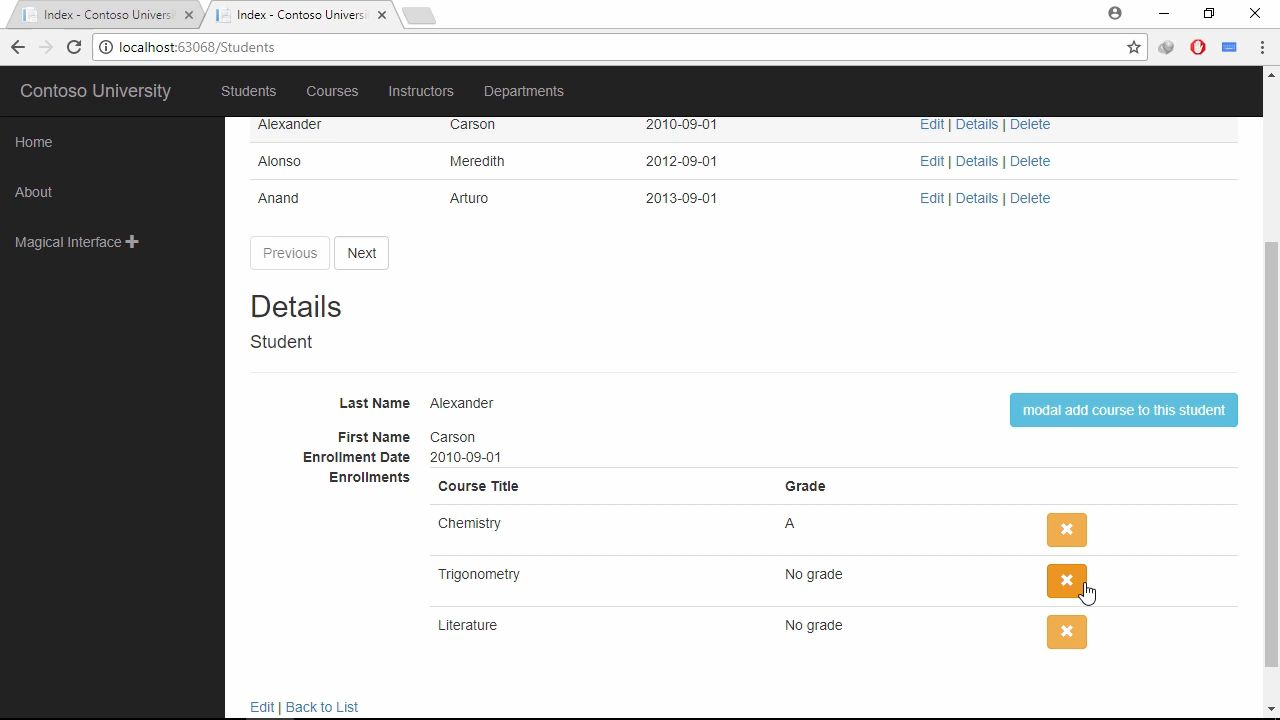 Index - Contoso Universi
Index - Contoso Universi
localhost:63068/Students
Contoso University Students Courses Instructors Departments
Home
About
Magical Interface
Alexander Carson 2010-09-01 Edit | Details | Delete
Alonso Meredith 2012-09-01 Edit | Details | Delete
Anand Arturo 2013-09-01 Edit | Details | Delete
Previous Next
Details
Student
Last Name Alexander
modal add course to this student
First Name Carson
Enrollment Date 2010-09-01
Enrollments
Course Title Grade
Chemistry A
Trigonometry No grade
Literature No grade
Edit | Back to List